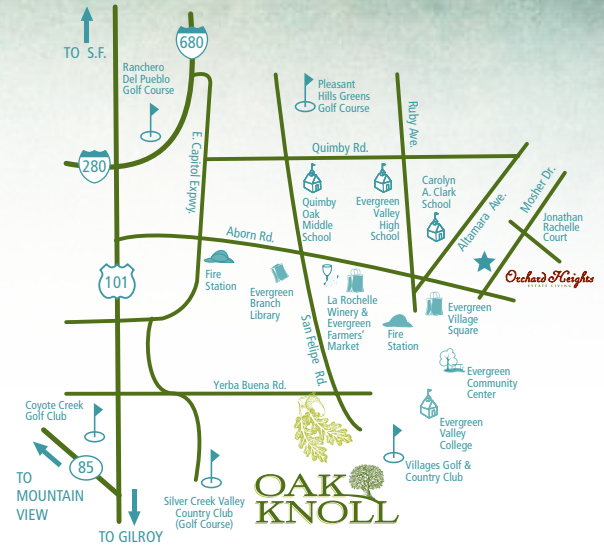 TO S.F.
680
Ranchero
Del Pueblo
Golf Course
Pleasant
Hills Greens
Golf Course
Ruby Ave.
E. Capitol Expwy.
Quimby Rd.
280
Quimby
Oak
Middle
School
Evergreen
Valley
High
School
Carolyn
A. Clark
School
Altamara Ave.
Mosher Dr.
Jonathan
Rachelle
Court
Aborn Rd.
Orchard Heights
ESTATE LIVING
101
Fire
Station
Evergreen
Branch
Library
La Rochelle
Winery &
Evergreen
Farmers'
Market
San Felipe Rd.
Fire
Station
Evergreen
Village
Square
Evergreen
Community
Center
Yerba Buena Rd.
Coyote Creek
Golf Club
Evergreen
Valley
College
85
TO
MOUNTAIN
VIEW
Villages Golf &
Country Club
Silver Creek Valley
Country Club
(Golf Course)
OAK
KNOLL
TO GILROY